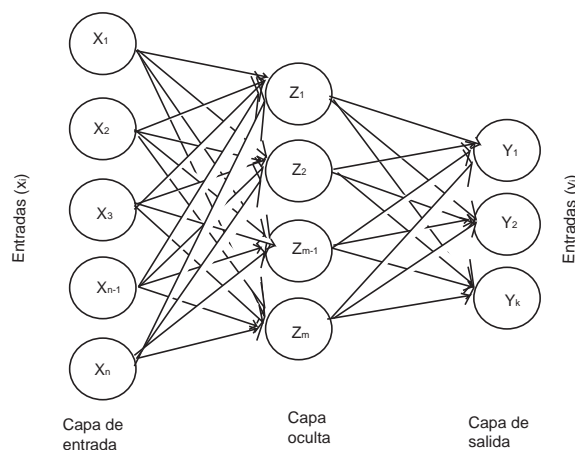 Entradas (xi)
X1
X2
X3
Xn-1
Xn
Capa de
entrada
Z1
Z2
Zm-1
Zm
Capa
oculta
Y1
Y2
Yk
Capa de
salida
Entradas (yi)